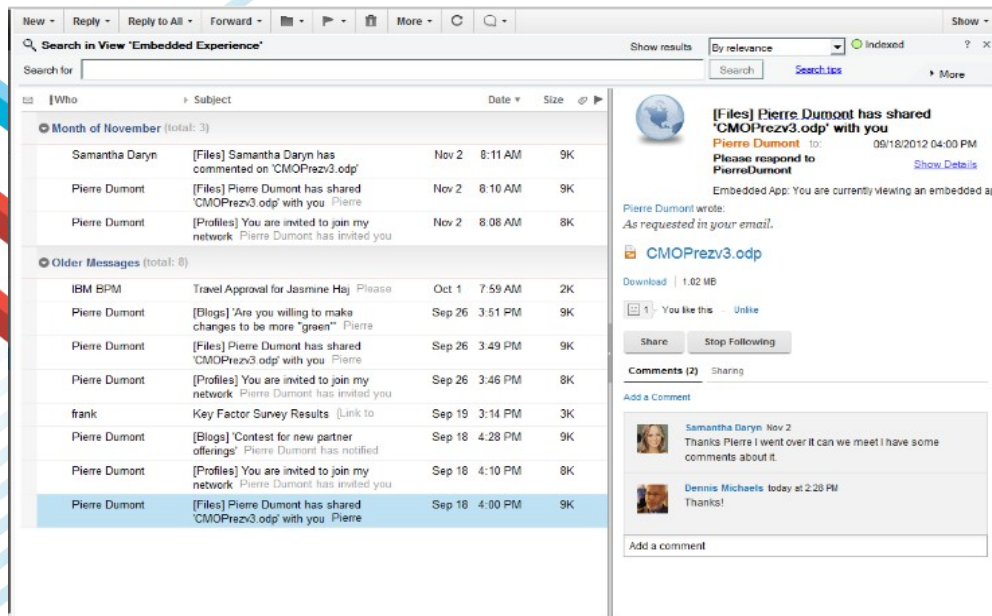 New Reply Reply to All Forward More Show
Search in View 'Embedded Experience' Show results By relevance Indexed ? X
Search for Search Search tips More
Who Subject Date Size
Month of November (total: 3)
Samantha Daryn [Files] Samantha Daryn has Nov 2 8:11 AM 9K
commented on 'CMOPrezv3.odp'
Pierre Dumont [Files] Pierre Dumont has shared Nov 2 8:10 AM 9K
'CMOPrezv3.odp' with you Pierre
Pierre Dumont [Profiles] You are invited to join my Nov 2 8:08 AM 8K
network Pierre Dumont has invited you
Older Messages (total: 8)
IBM BPM Travel Approval for Jasmine Haj Please Oct 1 7:59 AM 2K
Pierre Dumont [Blogs] 'Are you willing to make Sep 26 3:51 PM 9K
changes to be more "green"' Pierre
Pierre Dumont [Files] Pierre Dumont has shared Sep 26 3:49 PM 9K
'CMOPrezv3.odp' with you Pierre
Pierre Dumont [Profiles] You are invited to join my Sep 26 3:46 PM 8K
network Pierre Dumont has invited you
frank Key Factor Survey Results (Link to Sep 19 3:14 PM 3K
Pierre Dumont [Blogs] 'Contest for new partner Sep 18 4:28 PM 9K
offerings' Pierre Dumont has notified
Pierre Dumont [Profiles] You are invited to join my Sep 18 4:10 PM 8K
network Pierre Dumont has invited you
Pierre Dumont [Files] Pierre Dumont has shared Sep 18 4:00 PM 9K
'CMOPrezv3.odp' with you Pierre
[Files] Pierre Dumont has shared
'CMOPrezv3.odp' with you
Pierre Dumont to: 09/18/2012 04:00 PM
Please respond to
PierreDumont Show Details
Embedded App: You are currently viewing an embedded ap
Pierre Dumont wrote:
As requested in your email.
CMOPrezv3.odp
Download | 1.02 MB
1 You like this Unlike
Share Stop Following
Comments (2) Sharing
Add a Comment
Samantha Daryn Nov 2
Thanks Pierre I went over it can we meet I have some
comments about it.
Dennis Michaels today at 2:28 PM
Thanks!
Add a comment